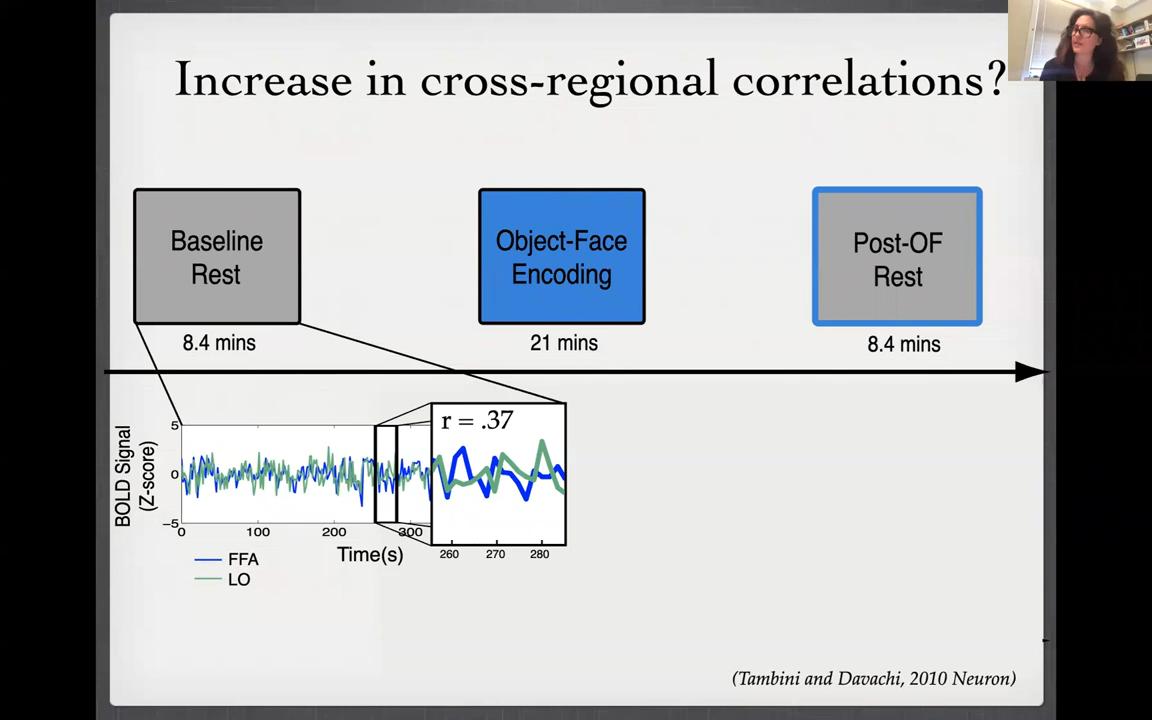 Increase in cross-regional correlations?
Baseline
Rest
Object-Face
Encoding
Post-OF
Rest
8.4 mins
21 mins
8.4 mins
BOLD Signal
(Z-score)
5
0
−5
0
100
200
300
r = .37
260
270
280
Time(s)
FFA
LO
(Tambini and Davachi, 2010 Neuron)